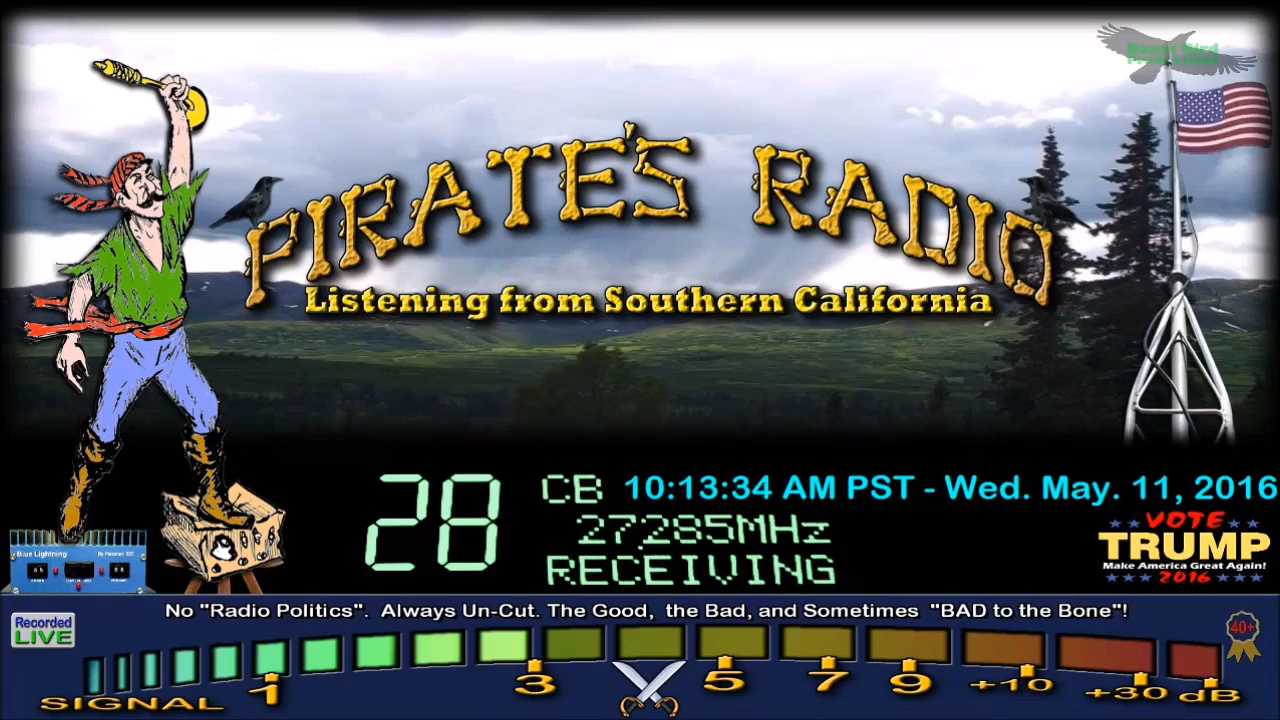 PIRATE'S RADIO
Listening from Southern California
28
CB
10:13:34 AM PST - Wed. May. 11, 2016
27,285MHz
RECEIVING
VOTE
TRUMP
Make America Great Again!
2016
Blue Lightning
No "Radio Politics". Always Un-Cut. The Good, the Bad, and Sometimes "BAD to the Bone"!
Recorded
LIVE
40+
SIGNAL
1
3
5
7
9
+10
+30
dB